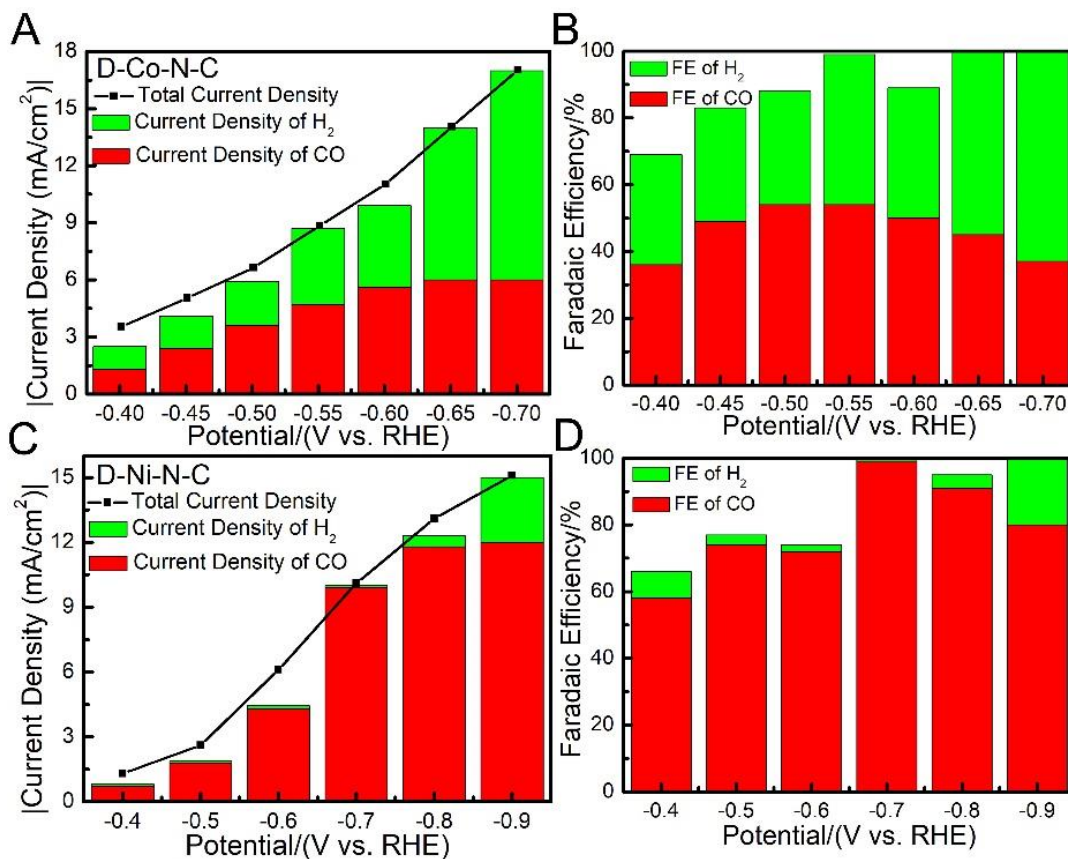 A
D-Co-N-C
Total Current Density
Current Density of H₂
Current Density of CO
|Current Density (mA/cm²)|
18
15
12
9
6
3
0
-0.40 -0.45 -0.50 -0.55 -0.60 -0.65 -0.70
Potential/(V vs. RHE)
B
FE of H₂
FE of CO
Faradaic Efficiency/%
100
80
60
40
20
0
-0.40 -0.45 -0.50 -0.55 -0.60 -0.65 -0.70
Potential/(V vs. RHE)
C
D-Ni-N-C
Total Current Density
Current Density of H₂
Current Density of CO
|Current Density (mA/cm²)|
15
12
9
6
3
0
-0.4 -0.5 -0.6 -0.7 -0.8 -0.9
Potential/(V vs. RHE)
D
FE of H₂
FE of CO
Faradaic Efficiency/%
100
80
60
40
20
0
-0.4 -0.5 -0.6 -0.7 -0.8 -0.9
Potential/(V vs. RHE)